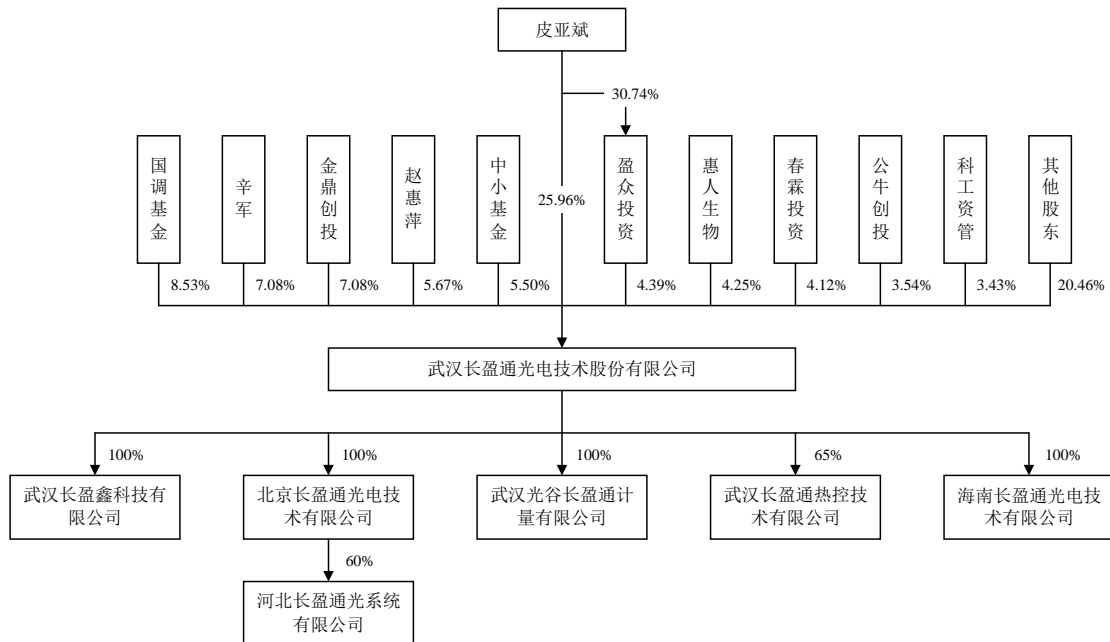 皮亚斌
30.74%
国调基金
辛军
金鼎创投
赵惠萍
中小基金
25.96%
盈众投资
惠人生物
春霖投资
公牛创投
科工资管
其他股东
8.53%
7.08%
7.08%
5.67%
5.50%
4.39%
4.25%
4.12%
3.54%
3.43%
20.46%
武汉长盈通光电技术股份有限公司
100%
100%
100%
65%
100%
武汉长盈鑫科技有
限公司
北京长盈通光电技
术有限公司
武汉光谷长盈通计
量有限公司
武汉长盈通热控技
术有限公司
海南长盈通光电技
术有限公司
60%
河北长盈通光系统
有限公司